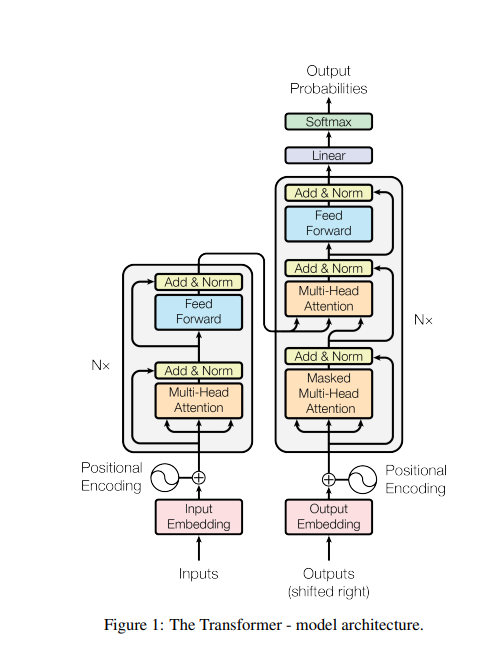 Output
Probabilities
Softmax
Linear
Add & Norm
Feed
Forward
Add & Norm
Multi-Head
Attention
Add & Norm
Masked
Multi-Head
Attention
N×
Positional
Encoding
Output
Embedding
Outputs
(shifted right)
Add & Norm
Feed
Forward
Add & Norm
Multi-Head
Attention
N×
Positional
Encoding
Input
Embedding
Inputs
Figure 1: The Transformer - model architecture.